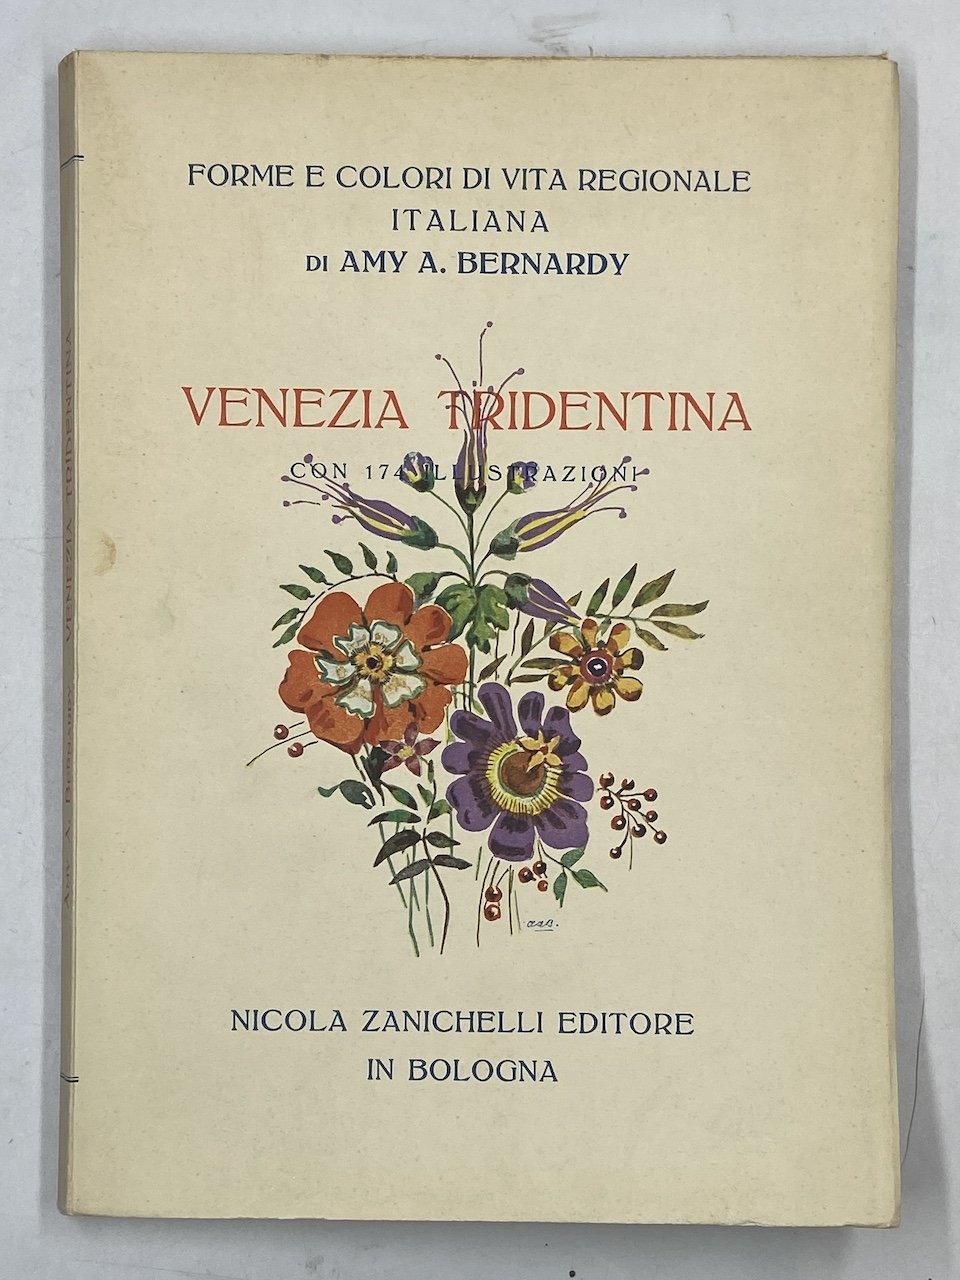 FORME E COLORI DI VITA REGIONALE
ITALIANA
DI AMY A. BERNARDY
VENEZIA TRIDENTINA
CON 174 ILLUSTRAZIONI
NICOLA ZANICHELLI EDITORE
IN BOLOGNA
AMY A. BERNARDY VENEZIA TRIDENTINA